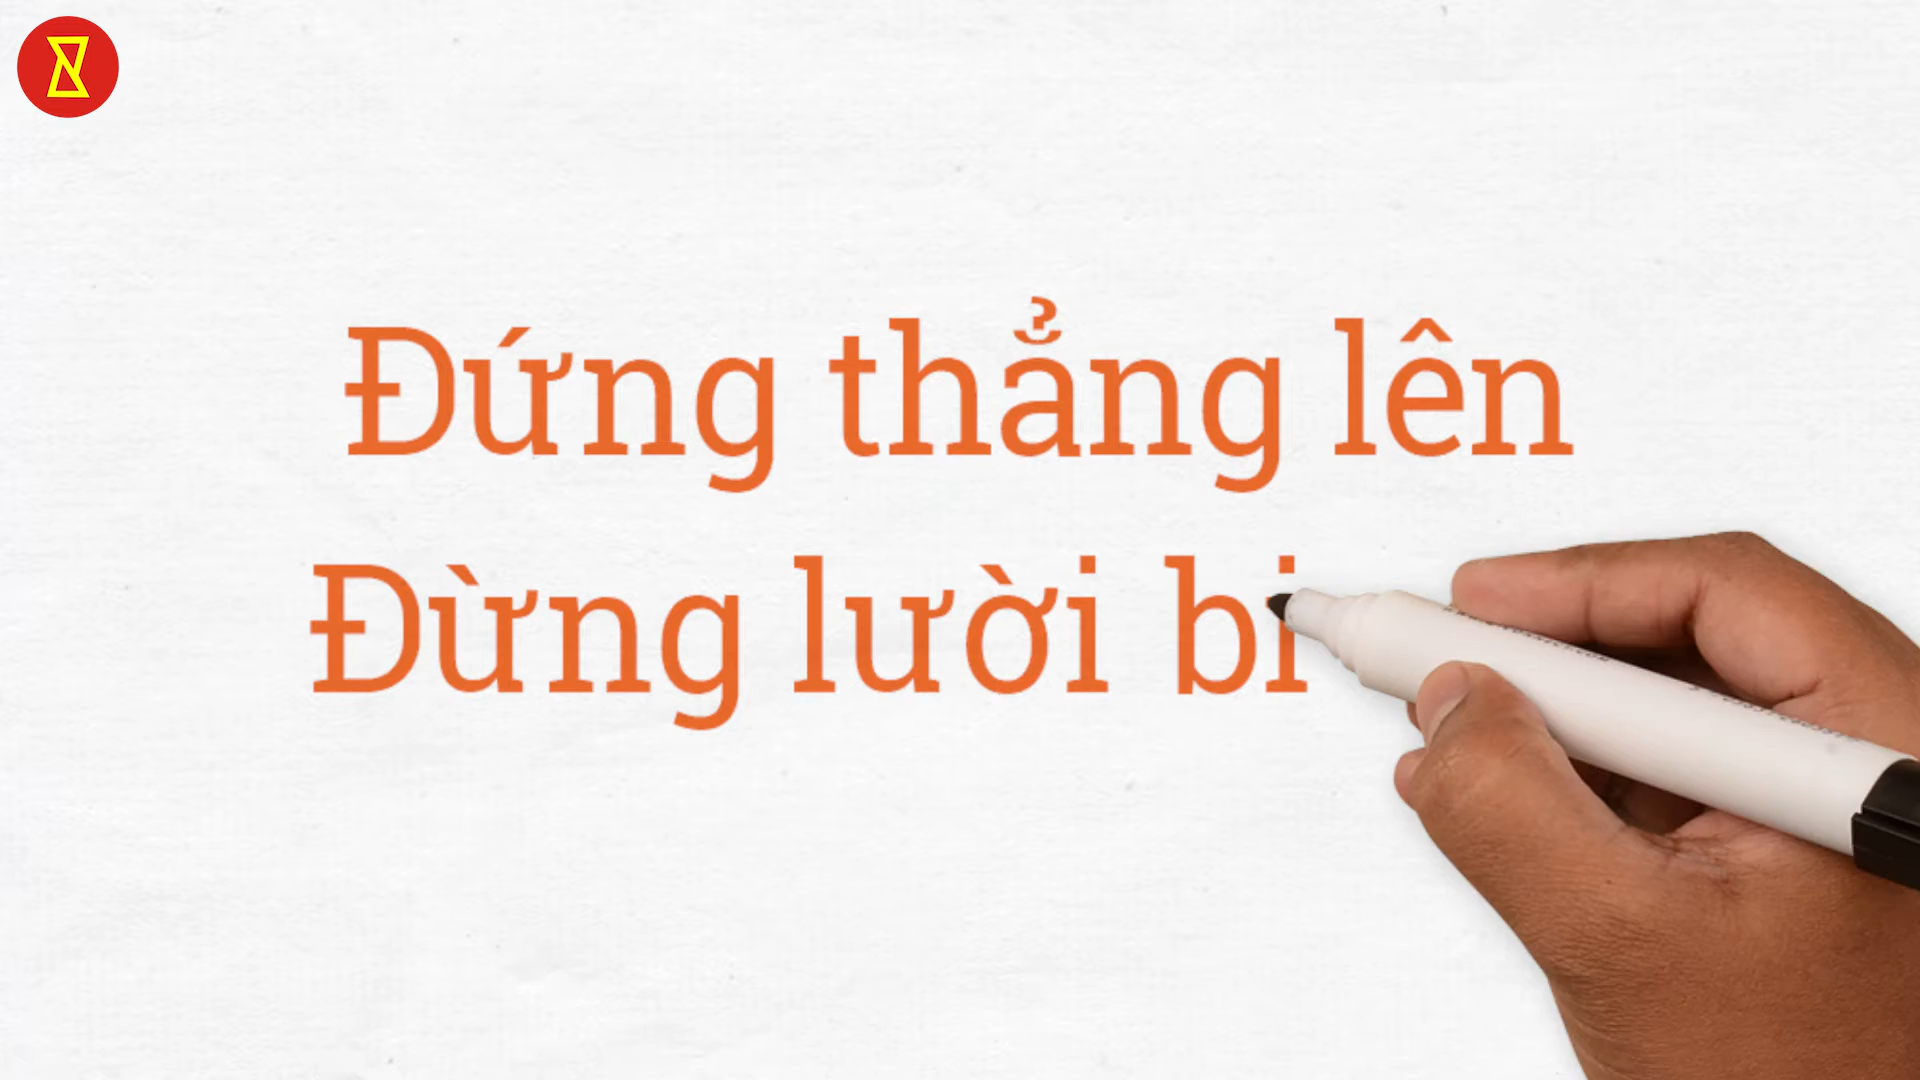 Đứng thẳng lên
Đừng lười bi